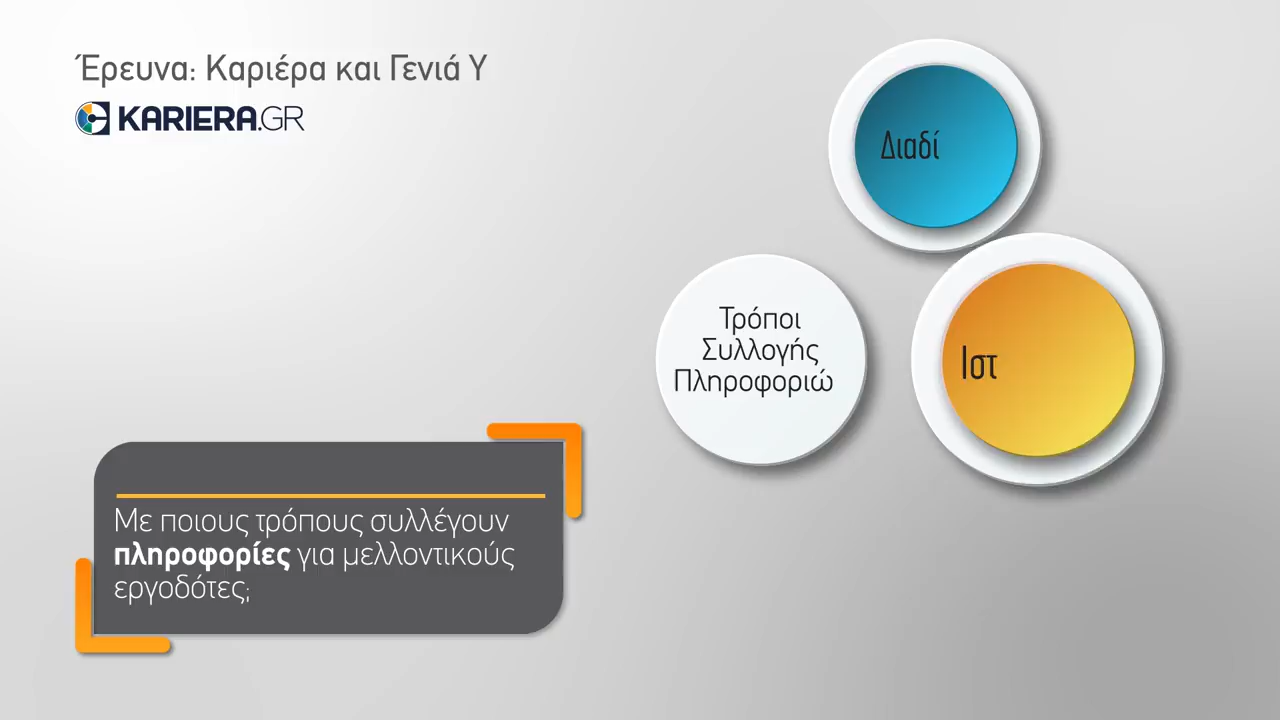 Έρευνα: Καριέρα και Γενιά Υ
KARIERA.GR
Διαδί
Ιστ
Τρόποι
Συλλογής
Πληροφοριώ
Με ποιους τρόπους συλλέγουν
πληροφορίες για μελλοντικούς
εργοδότες;